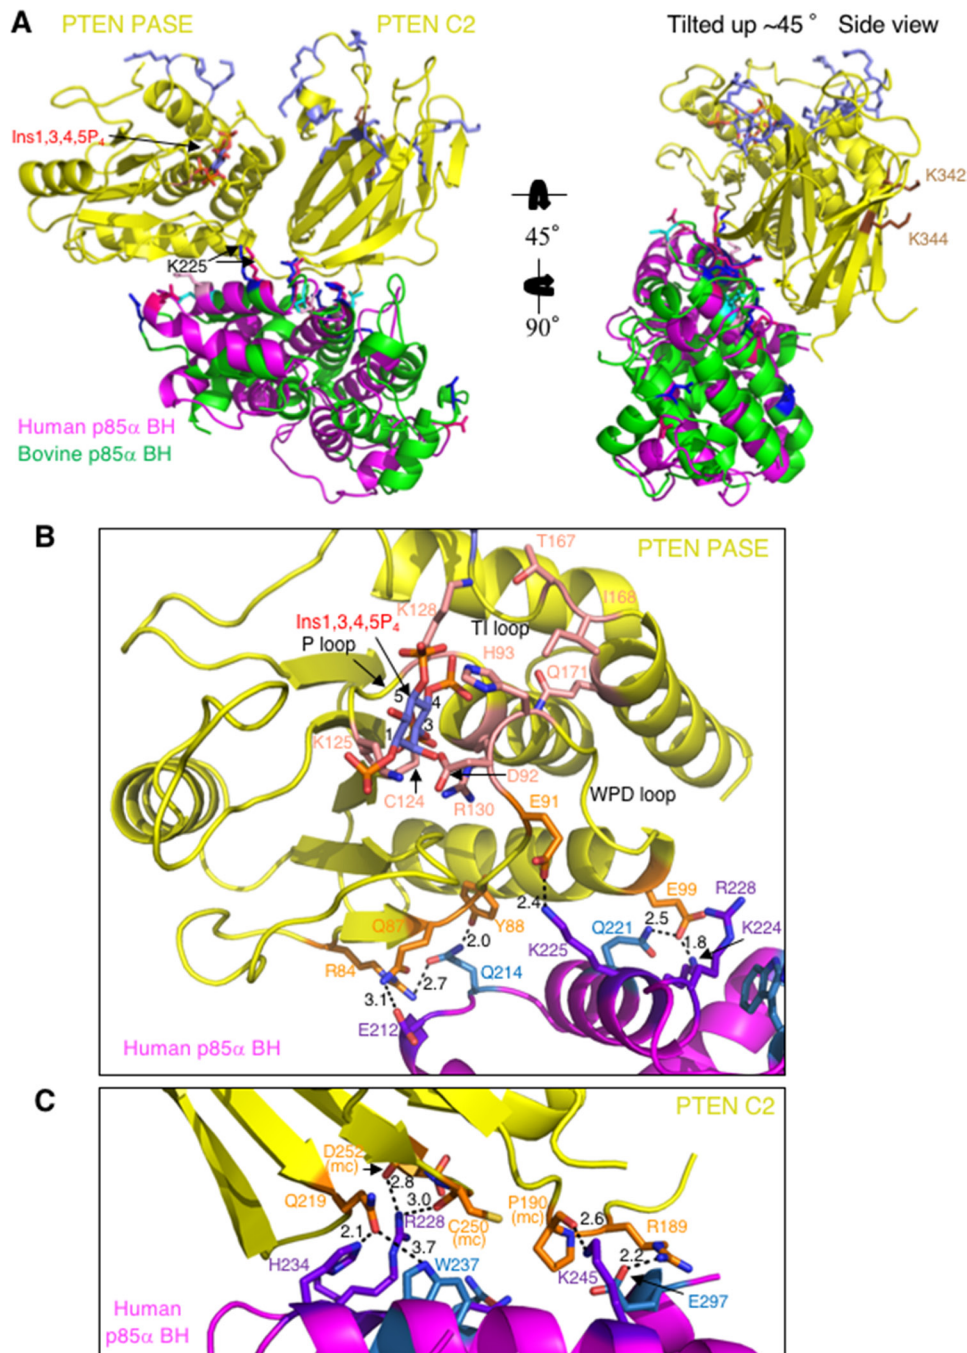 A
PTEN PASE
PTEN C2
Tilted up ~45° Side view
Ins1,3,4,5P4
K342
K344
45°
K225
90°
Human p85α BH
Bovine p85α BH
B
PTEN PASE
T167
K128
I168
Ins1,3,4,5P4
TI loop
P loop
H93
Q171
5
4
3
1
K125
D92
C124
R130
E91
WPD loop
E99
R228
2.4
Q87
Y88
Q221
2.5
K224
2.0
1.8
R84
K225
2.7
Q214
3.1
E212
Human p85α BH
C
PTEN C2
D252
(mc)
2.8
Q219
3.0
P190
(mc)
2.6
R228
C250
(mc)
R189
2.1
3.7
H234
W237
2.2
K245
E297
Human
p85α BH